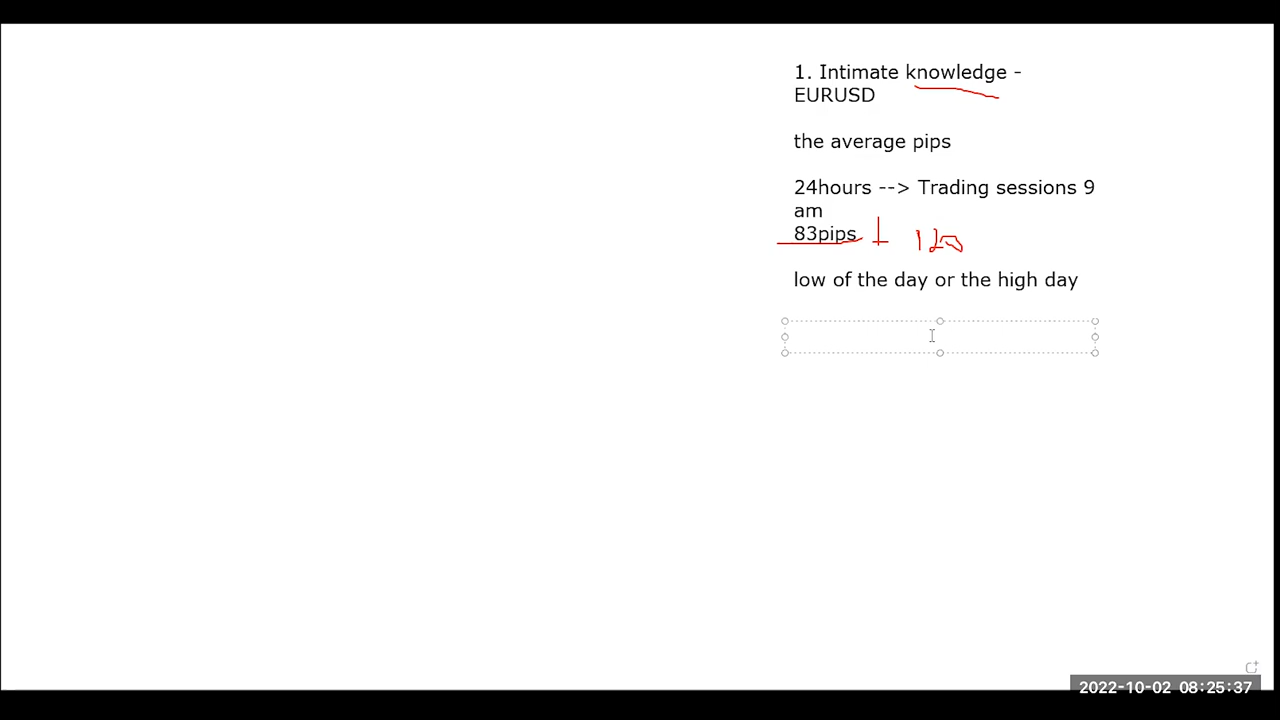 1. Intimate knowledge -
EURUSD
the average pips
24hours --> Trading sessions 9
am
83pips
low of the day or the high day
2022-10-02 08:25:37